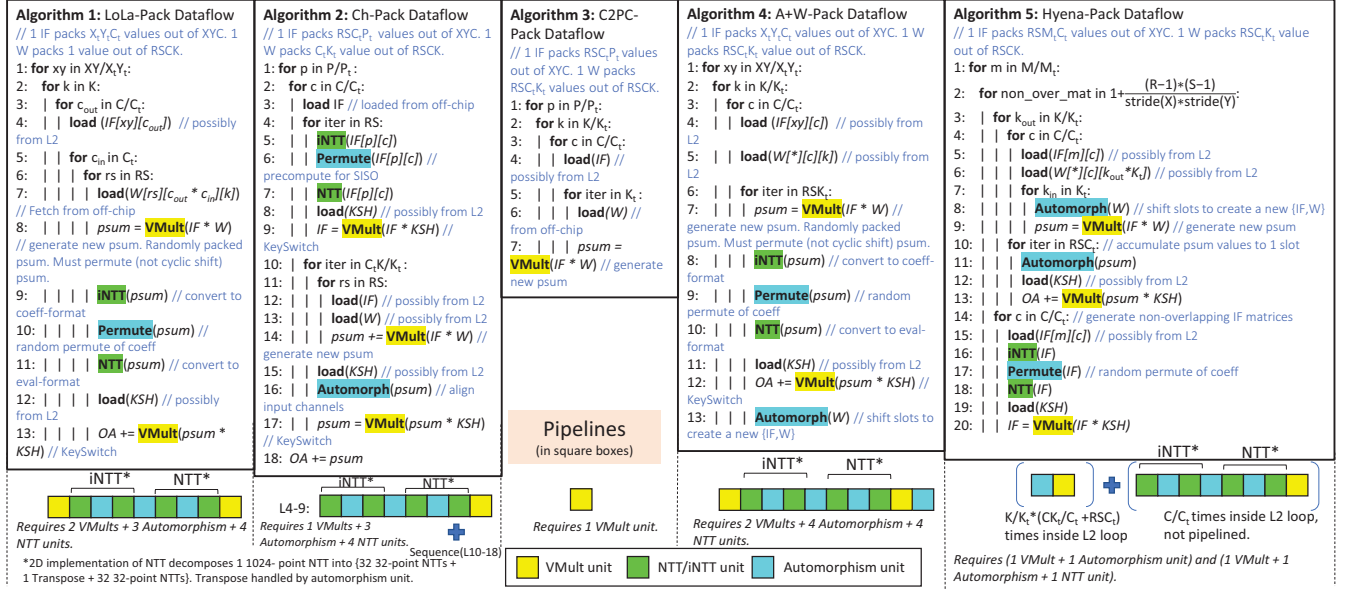 Algorithm 1: LoLa-Pack Dataflow
// 1 IF packs XₜYₜCₜ values out of XYC. 1
W packs 1 value out of RSCK.
1: for xy in XY/XₜYₜ:
2: | for k in K:
3: | | for c_out in C/Cₜ:
4: | | | load (IF[xy][c_out]) // possibly
from L2
5: | | | for c_in in Cₜ:
6: | | | | for rs in RS:
7: | | | | load(W[rs][c_out * c_in][k])
// Fetch from off-chip
8: | | | | psum = VMult(IF * W)
// generate new psum. Randomly packed
psum. Must permute (not cyclic shift)
psum.
9: | | | | iNTT(psum) // convert to
coeff-format
10: | | | | Permute(psum) //
random permute of coeff
11: | | | | NTT(psum) // convert to
eval-format
12: | | | | load(KSH) // possibly
from L2
13: | | | | OA += VMult(psum *
KSH) // KeySwitch
iNTT*
NTT*
Requires 2 VMults + 3 Automorphism + 4
NTT units.
*2D implementation of NTT decomposes 1 1024- point NTT into {32 32-point NTTs +
1 Transpose + 32 32-point NTTs}. Transpose handled by automorphism unit.
Algorithm 2: Ch-Pack Dataflow
// 1 IF packs RSCₜPₜ values out of XYC. 1
W packs CₜKₜ values out of RSCK.
1: for p in P/Pₜ:
2: | for c in C/Cₜ:
3: | | load IF // loaded from off-chip
4: | | for iter in RS:
5: | | | iNTT(IF[p][c])
6: | | | Permute(IF[p][c]) //
precompute for SISO
7: | | | NTT(IF[p][c])
8: | | | load(KSH) // possibly from L2
9: | | | IF = VMult(IF * KSH) //
KeySwitch
10: | | for iter in CₜK/Kₜ:
11: | | | for rs in RS:
12: | | | | load(IF) // possibly from L2
13: | | | | load(W) // possibly from L2
14: | | | | psum += VMult(IF * W) //
generate new psum
15: | | | load(KSH) // possibly from L2
16: | | | Automorph(psum) // align
input channels
17: | | | psum = VMult(psum * KSH)
// KeySwitch
18: OA += psum
iNTT*
NTT*
L4-9:
Requires 1 VMults + 3
Automorphism + 4 NTT units.
Sequence(L10-18)
Algorithm 3: C2PC-
Pack Dataflow
// 1 IF packs RSCₜPₜ values
out of XYC. 1 W packs
RSCₜKₜ values out of RSCK.
1: for p in P/Pₜ:
2: | for k in K/Kₜ:
3: | | for c in C/Cₜ:
4: | | | load(IF) //
possibly from L2
5: | | | for iter in Kₜ:
6: | | | | load(W) //
from off-chip
7: | | | psum =
VMult(IF * W) // generate
new psum
Pipelines
(in square boxes)
Requires 1 VMult unit.
Algorithm 4: A+W-Pack Dataflow
// 1 IF packs XₜYₜCₜ values out of XYC. 1 W packs
RSCₜKₜ values out of RSCK.
1: for xy in XY/XₜYₜ:
2: | for k in K/Kₜ:
3: | | for c in C/Cₜ:
4: | | | load (IF[xy][c]) // possibly from
L2
5: | | | load(W[*][c][k]) // possibly from
L2
6: | | | for iter in RSKₜ:
7: | | | | psum = VMult(IF * W) //
generate new psum. Randomly packed
psum. Must permute (not cyclic shift) psum.
8: | | | | iNTT(psum) // convert to coeff-
format
9: | | | | Permute(psum) // random
permute of coeff
10: | | | | NTT(psum) // convert to eval-
format
11: | | | | load(KSH) // possibly from L2
12: | | | | OA += VMult(psum * KSH) //
KeySwitch
13: | | | | Automorph(W) // shift slots to
create a new {IF,W}
iNTT*
NTT*
Requires 2 VMults + 4 Automorphism + 4
NTT units.
VMult unit
NTT/iNTT unit
Automorphism unit
Algorithm 5: Hyena-Pack Dataflow
// 1 IF packs RSMₜCₜ values out of XYC. 1 W packs RSCₜKₜ value
out of RSCK.
1: for m in M/Mₜ:
2: | for non_over_mat in 1+(R−1)*(S−1)/stride(X)*stride(Y):
3: | | for k_out in K/Kₜ:
4: | | | for c in C/Cₜ:
5: | | | | load(IF[m][c]) // possibly from L2
6: | | | | load(W[*][c][k_out*Kₜ]) // possibly from L2
7: | | | | for k_in in Kₜ:
8: | | | | | Automorph(W) // shift slots to create a new {IF,W}
9: | | | | | psum = VMult(IF * W) // generate new psum
10: | | | for iter in RSCₜ: // accumulate psum values to 1 slot
11: | | | | Automorph(psum)
12: | | | | load(KSH) // possibly from L2
13: | | | | OA += VMult(psum * KSH)
14: | | for c in C/Cₜ: // generate non-overlapping IF matrices
15: | | | load(IF[m][c]) // possibly from L2
16: | | | iNTT(IF)
17: | | | Permute(IF) // random permute of coeff
18: | | | NTT(IF)
19: | | | load(KSH)
20: | | | IF = VMult(IF * KSH)
iNTT*
NTT*
K/Kₜ*(CKₜ/Cₜ +RSCₜ)
times inside L2 loop
C/Cₜ times inside L2 loop,
not pipelined.
Requires (1 VMult + 1 Automorphism unit) and (1 VMult + 1
Automorphism + 1 NTT unit).